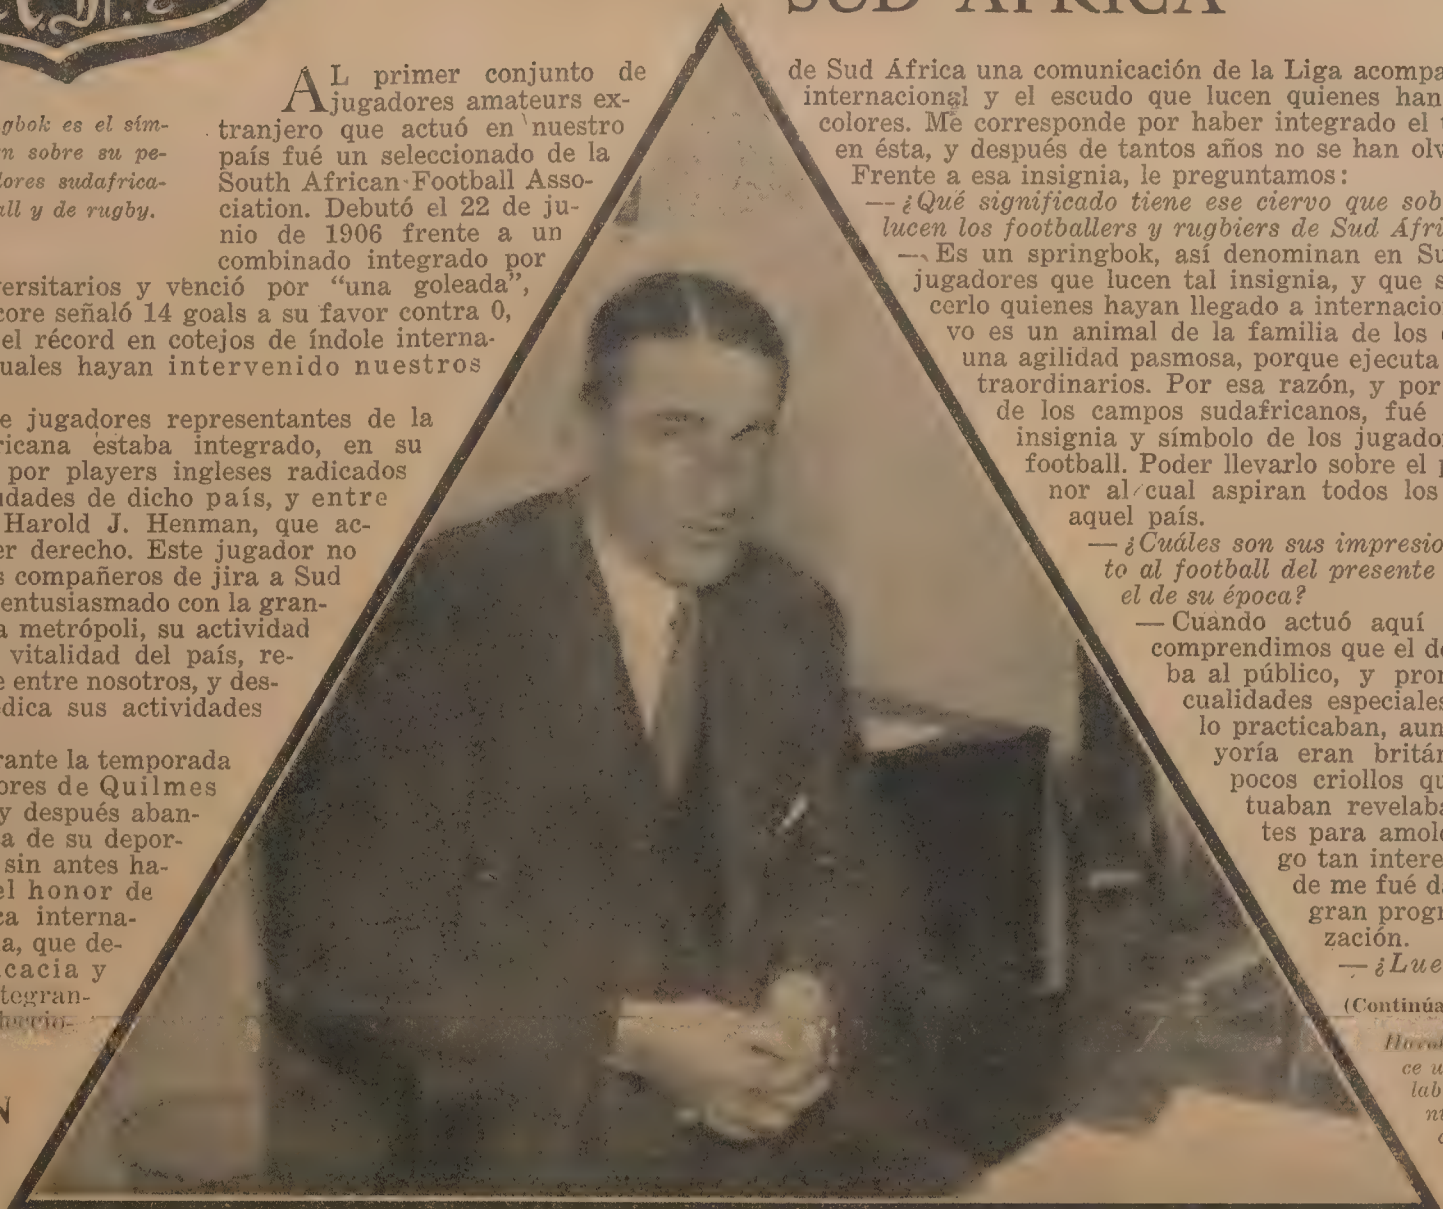 SUD AFRICA
gbok es el sím-
n sobre su pe-
dores sudafrica-
all y de rugby.
AL primer conjunto de
jugadores amateurs ex-
tranjero que actuó en nuestro
país fué un seleccionado de la
South African Football Asso-
ciation. Debutó el 22 de ju-
nio de 1906 frente a un
combinado integrado por
versitarios y venció por “una goleada”,
core señaló 14 goals a su favor contra 0,
el récord en cotejos de índole interna-
uales hayan intervenido nuestros
e jugadores representantes de la
ricana estaba integrado, en su
por players ingleses radicados
udades de dicho país, y entre
Harold J. Henman, que ac-
er derecho. Este jugador no
s compañeros de jira a Sud
entusiasmado con la gran-
a metrópoli, su actividad
vitalidad del país, re-
e entre nosotros, y des-
dica sus actividades
rante la temporada
ores de Quilmes
y después aban-
a de su depor-
sin antes ha-
el honor de
ca interna-
a, que de-
cacia y
tegran-
N
de Sud África una comunicación de la Liga acompa
internacional y el escudo que lucen quienes han
colores. Me corresponde por haber integrado el
en ésta, y después de tantos años no se han olv
Frente a esa insignia, le preguntamos:
— ¿Qué significado tiene ese ciervo que sob
lucen los footballers y rugbiers de Sud Áfri
— Es un springbok, así denominan en Su
jugadores que lucen tal insignia, y que s
cerlo quienes hayan llegado a internacio
vo es un animal de la familia de los
una agilidad pasmosa, porque ejecuta
traordinarios. Por esa razón, y por
de los campos sudafricanos, fué
insignia y símbolo de los jugado
football. Poder llevarlo sobre el p
nor al cual aspiran todos los
aquel país.
— ¿Cuáles son sus impresio
to al football del presente
el de su época?
— Cuando actuó aquí
comprendimos que el de
ba al público, y pron
cualidades especiales
lo practicaban, aun
yoría eran britán
pocos criollos qu
tuaban revelaba
tes para amold
go tan intere
de me fué da
gran progr
zación.
— ¿Lue
(Continúa
ce u
lab